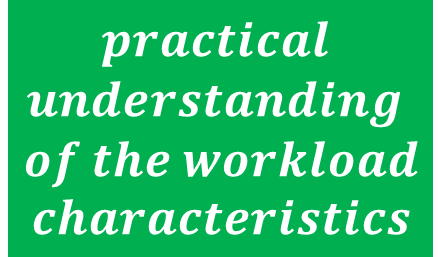 practical
understanding
of the workload
characteristics